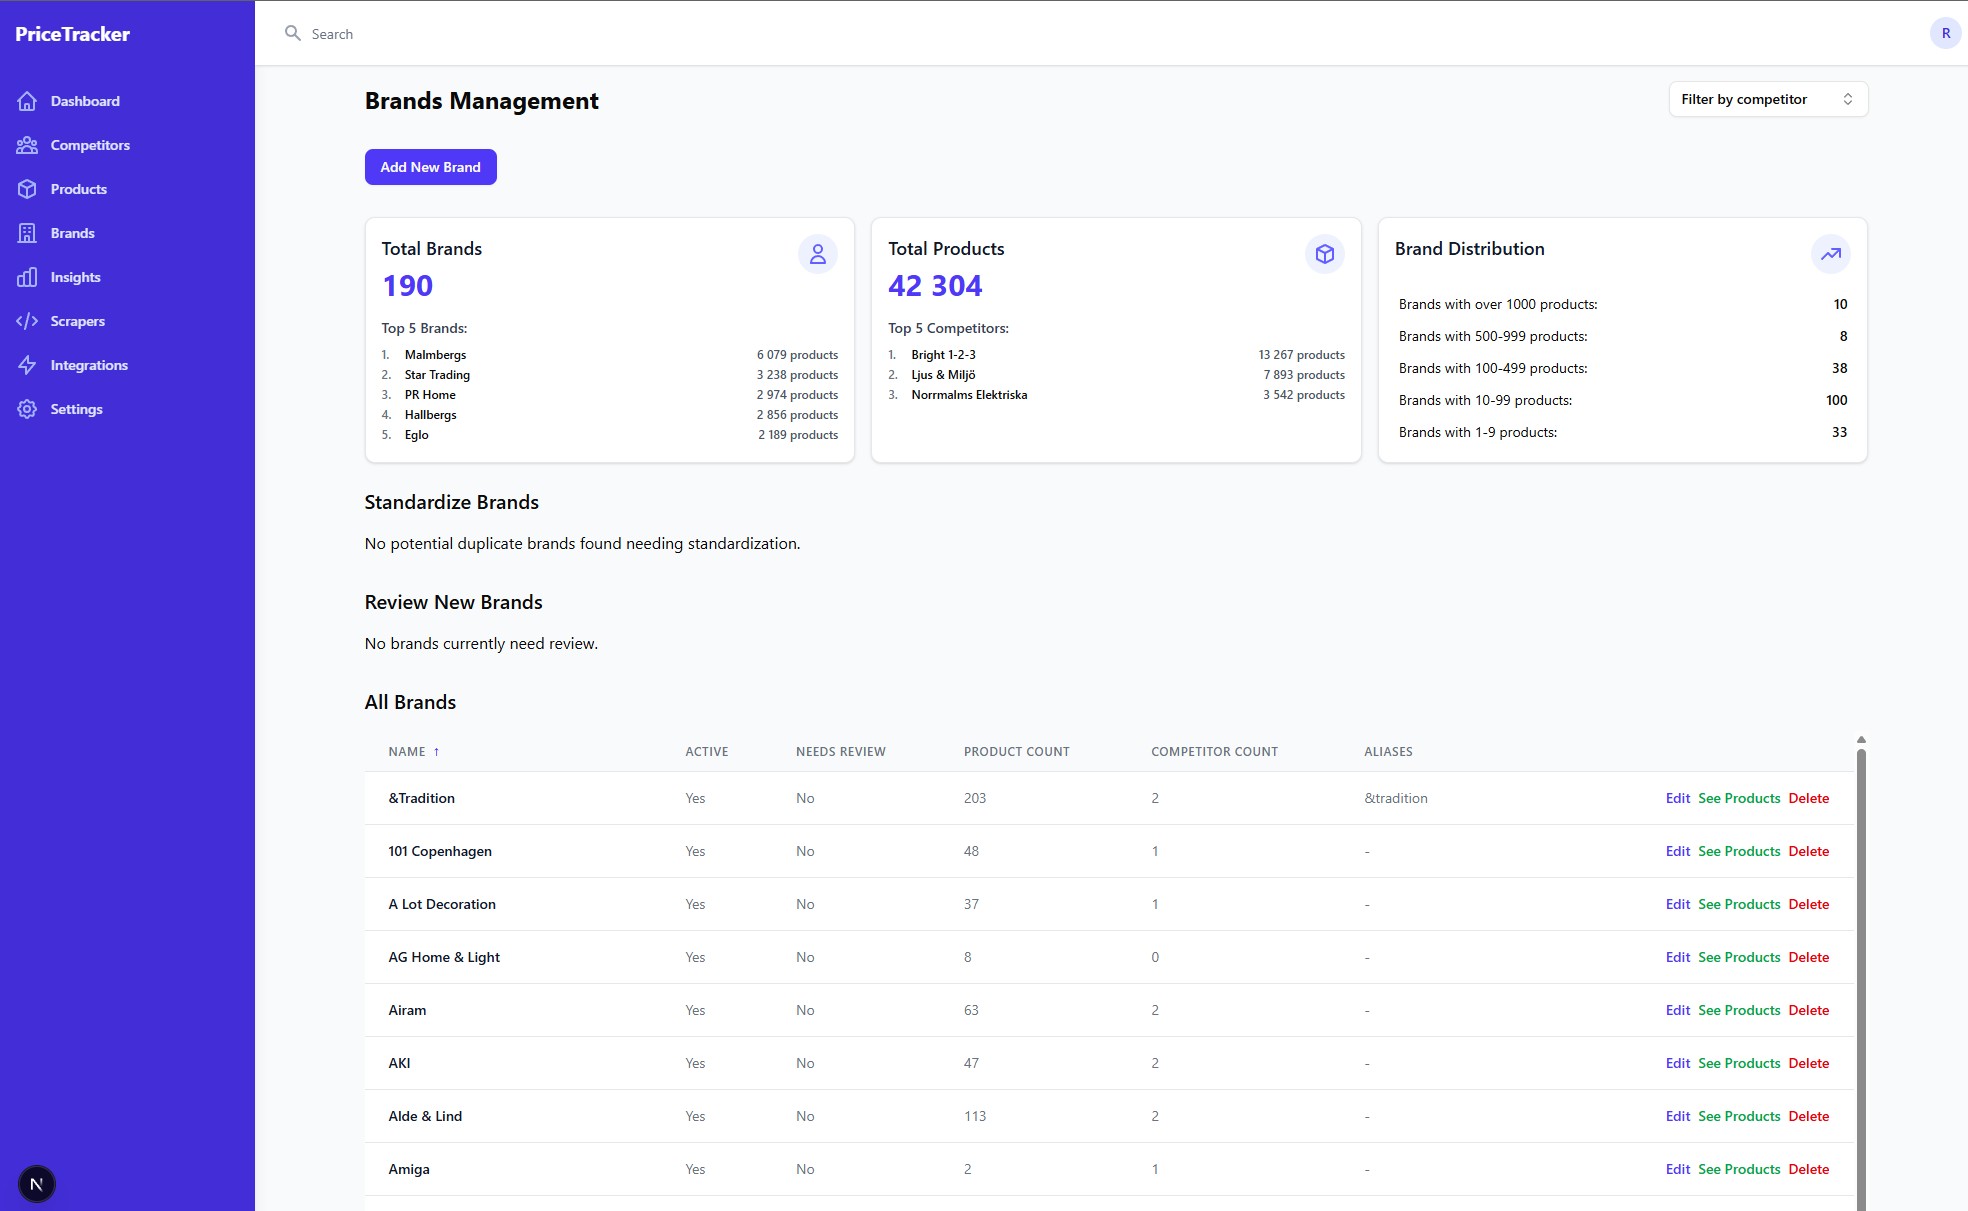 PriceTracker
Search
R
Dashboard
Competitors
Products
Brands
Insights
Scrapers
Integrations
Settings
N
Brands Management
Filter by competitor
Add New Brand
Total Brands
190
Top 5 Brands:
1. Malmbergs 6 079 products
2. Star Trading 3 238 products
3. PR Home 2 974 products
4. Hallbergs 2 856 products
5. Eglo 2 189 products
Total Products
42 304
Top 5 Competitors:
1. Bright 1-2-3 13 267 products
2. Ljus & Miljö 7 893 products
3. Norrmalms Elektriska 3 542 products
Brand Distribution
Brands with over 1000 products: 10
Brands with 500-999 products: 8
Brands with 100-499 products: 38
Brands with 10-99 products: 100
Brands with 1-9 products: 33
Standardize Brands
No potential duplicate brands found needing standardization.
Review New Brands
No brands currently need review.
All Brands
NAME ↑ ACTIVE NEEDS REVIEW PRODUCT COUNT COMPETITOR COUNT ALIASES
&Tradition Yes No 203 2 &tradition Edit See Products Delete
101 Copenhagen Yes No 48 1 - Edit See Products Delete
A Lot Decoration Yes No 37 1 - Edit See Products Delete
AG Home & Light Yes No 8 0 - Edit See Products Delete
Airam Yes No 63 2 - Edit See Products Delete
AKI Yes No 47 2 - Edit See Products Delete
Alde & Lind Yes No 113 2 - Edit See Products Delete
Amiga Yes No 2 1 - Edit See Products Delete